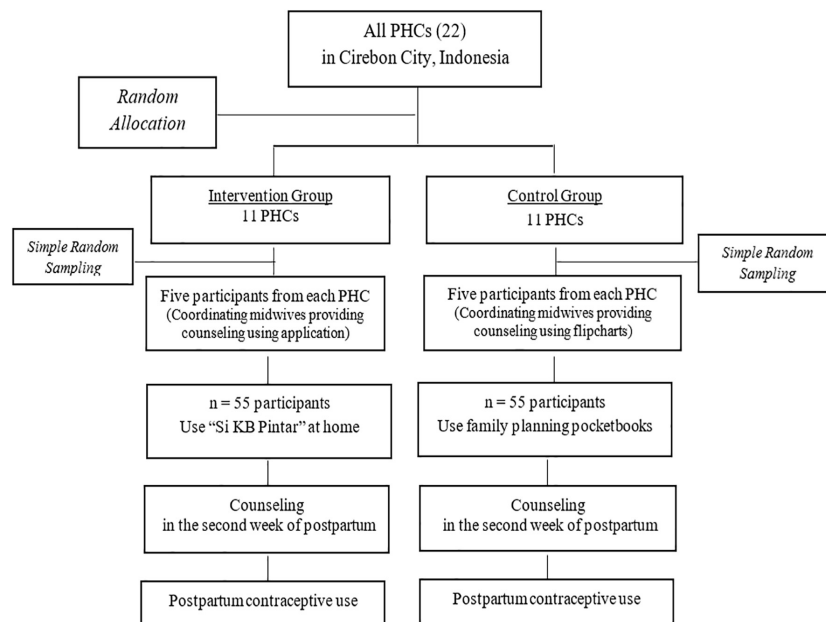 All PHCs (22)
in Cirebon City, Indonesia
Random
Allocation
Intervention Group
11 PHCs
Control Group
11 PHCs
Simple Random
Sampling
Simple Random
Sampling
Five participants from each PHC
(Coordinating midwives providing
counseling using application)
Five participants from each PHC
(Coordinating midwives providing
counseling using flipcharts)
n = 55 participants
Use “Si KB Pintar” at home
n = 55 participants
Use family planning pocketbooks
Counseling
in the second week of postpartum
Counseling
in the second week of postpartum
Postpartum contraceptive use
Postpartum contraceptive use